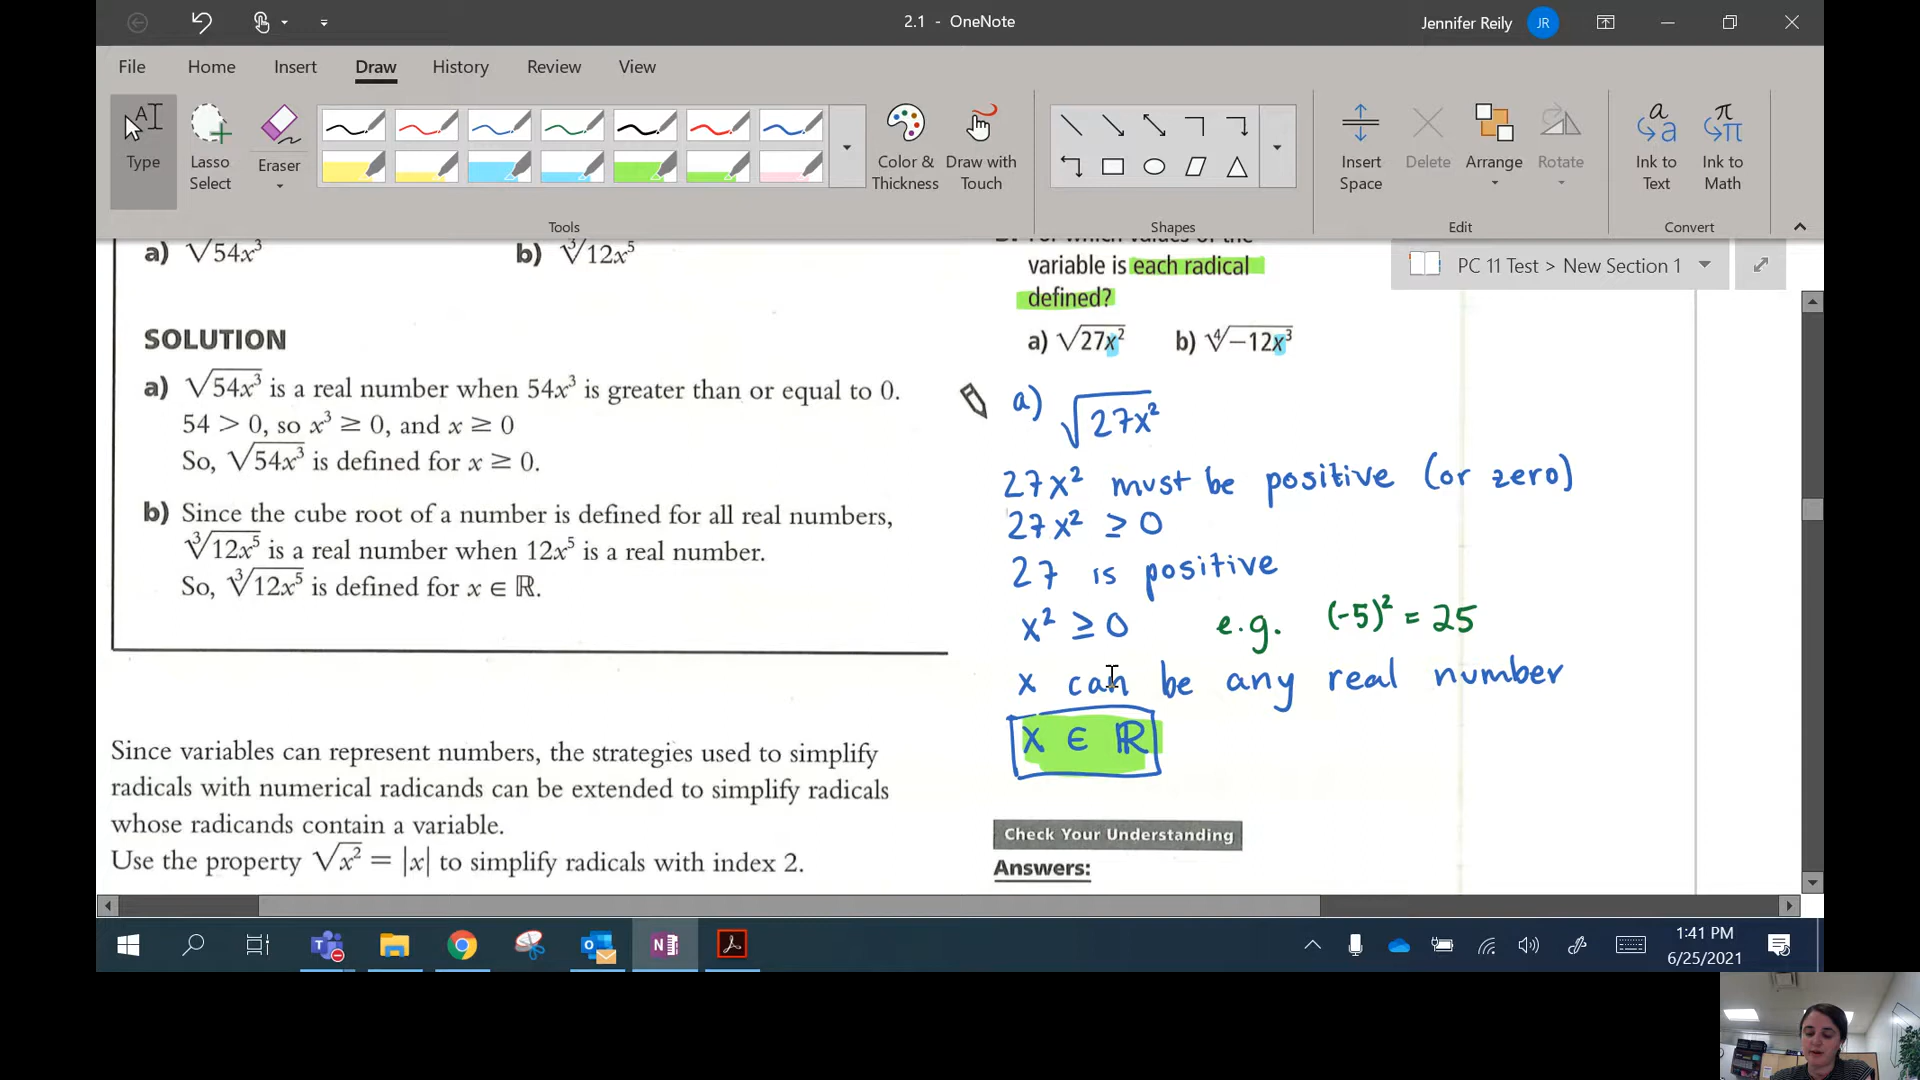 2.1 - OneNote
Jennifer Reily
JR
File Home Insert Draw History Review View
Type
Lasso Select
Eraser
Color & Thickness
Draw with Touch
Insert Space
Delete
Arrange
Rotate
Ink to Text
Ink to Math
Tools
Shapes
Edit
Convert
PC 11 Test > New Section 1
a) √54x³ b) ∛12x⁵
SOLUTION
a) √54x³ is a real number when 54x³ is greater than or equal to 0.
54 > 0, so x³ ≥ 0, and x ≥ 0
So, √54x³ is defined for x ≥ 0.
b) Since the cube root of a number is defined for all real numbers,
∛12x⁵ is a real number when 12x⁵ is a real number.
So, ∛12x⁵ is defined for x ∈ ℝ.
Since variables can represent numbers, the strategies used to simplify
radicals with numerical radicands can be extended to simplify radicals
whose radicands contain a variable.
Use the property √x² = |x| to simplify radicals with index 2.
For which values of the
variable is each radical
defined?
a) √27x² b) ∜−12x³
a) √27x²
27x² must be positive (or zero)
27x² ≥ 0
27 is positive
x² ≥ 0 e.g. (-5)² = 25
x can be any real number
x ∈ ℝ
Check Your Understanding
Answers:
1:41 PM
6/25/2021